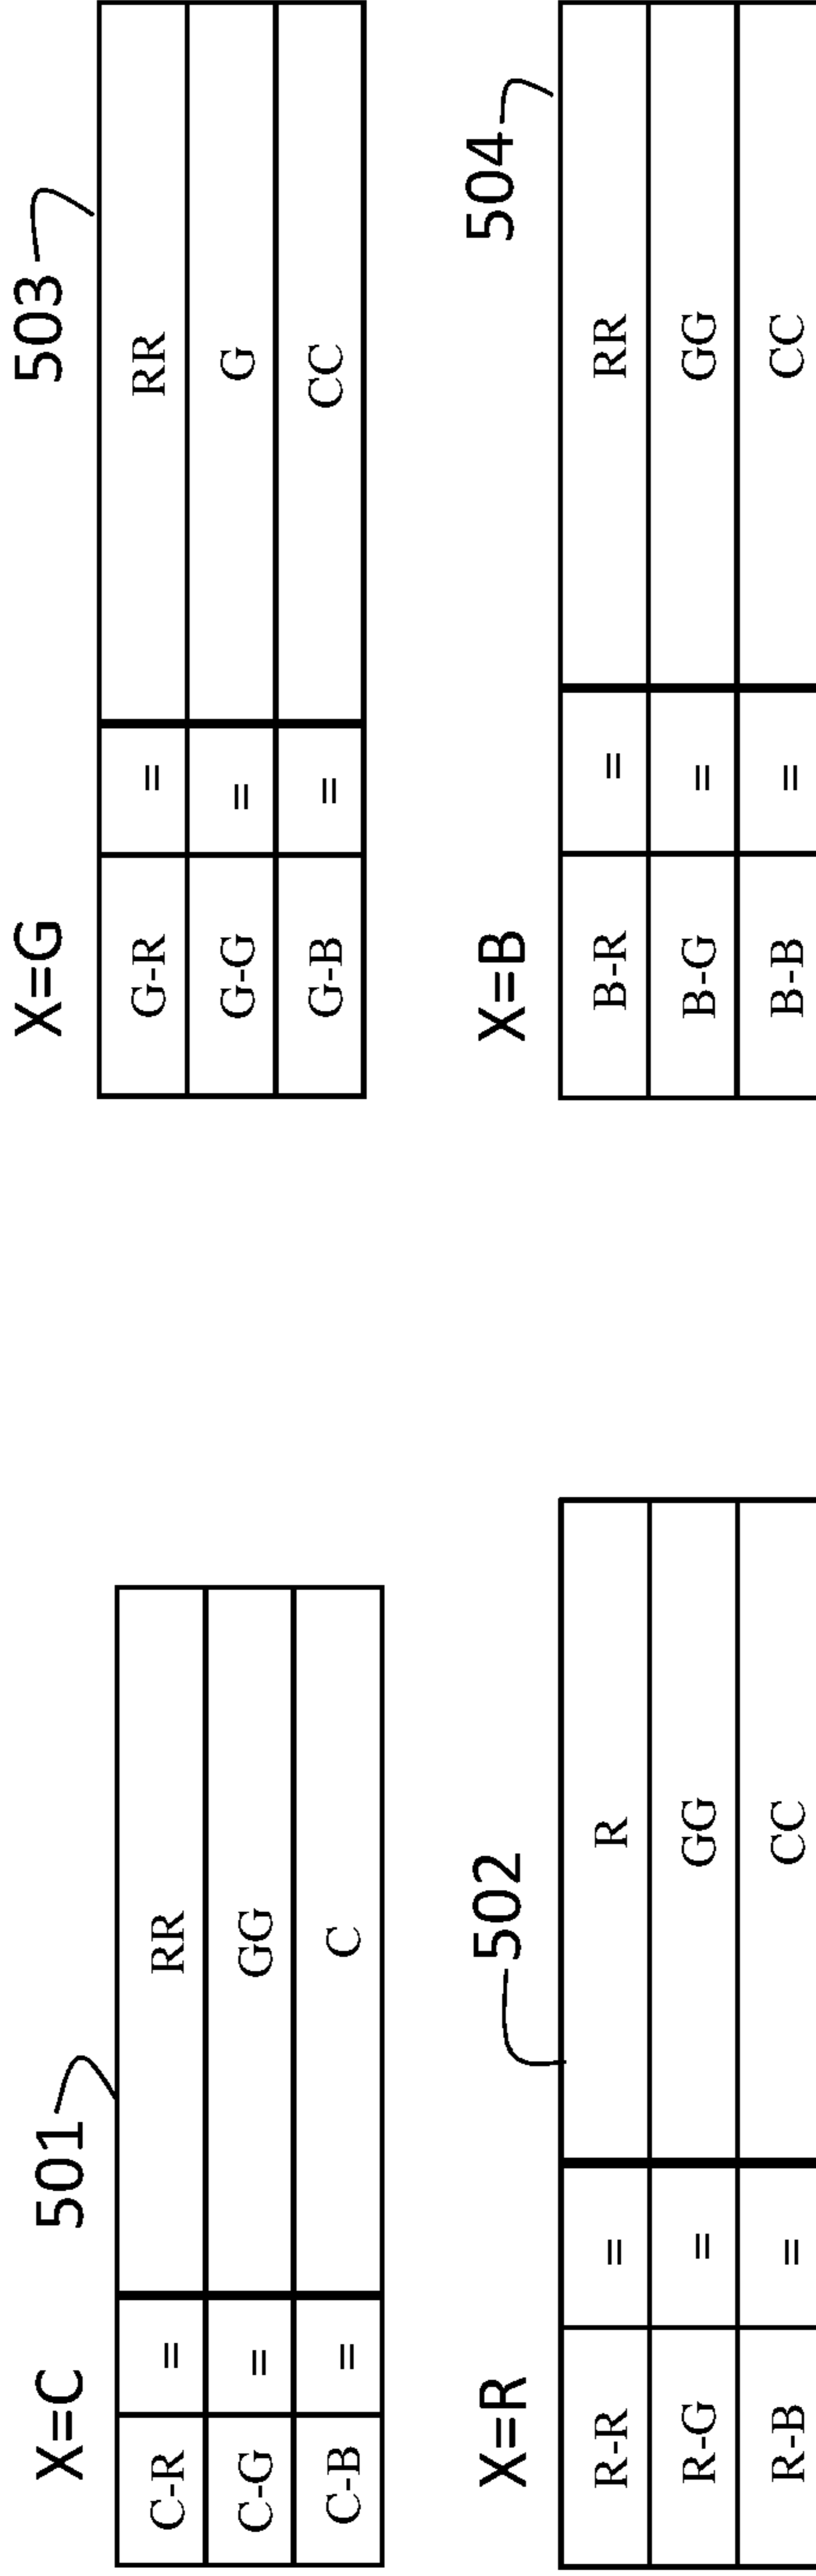 X=C 501
C-R = RR
C-G = GG
C-B = C
X=R 502
R-R = R
R-G = GG
R-B = CC
X=G 503
G-R = RR
G-G = G
G-B = CC
X=B 504
B-R = RR
B-G = GG
B-B = CC